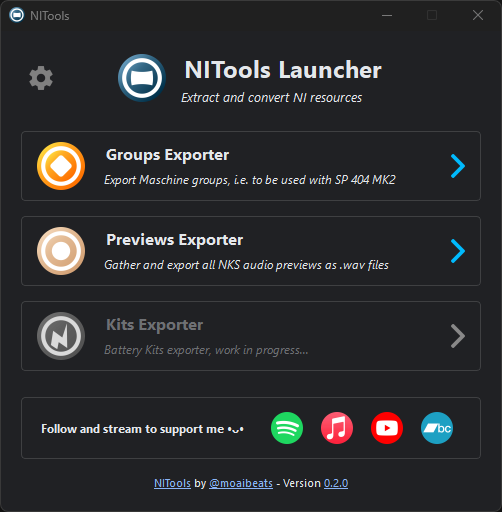 NITools
NITools Launcher
Extract and convert NI resources
Groups Exporter
Export Maschine groups, i.e. to be used with SP 404 MK2
Previews Exporter
Gather and export all NKS audio previews as .wav files
Kits Exporter
Battery Kits exporter, work in progress...
Follow and stream to support me •ᴗ•
bc
NITools by @moaibeats - Version 0.2.0